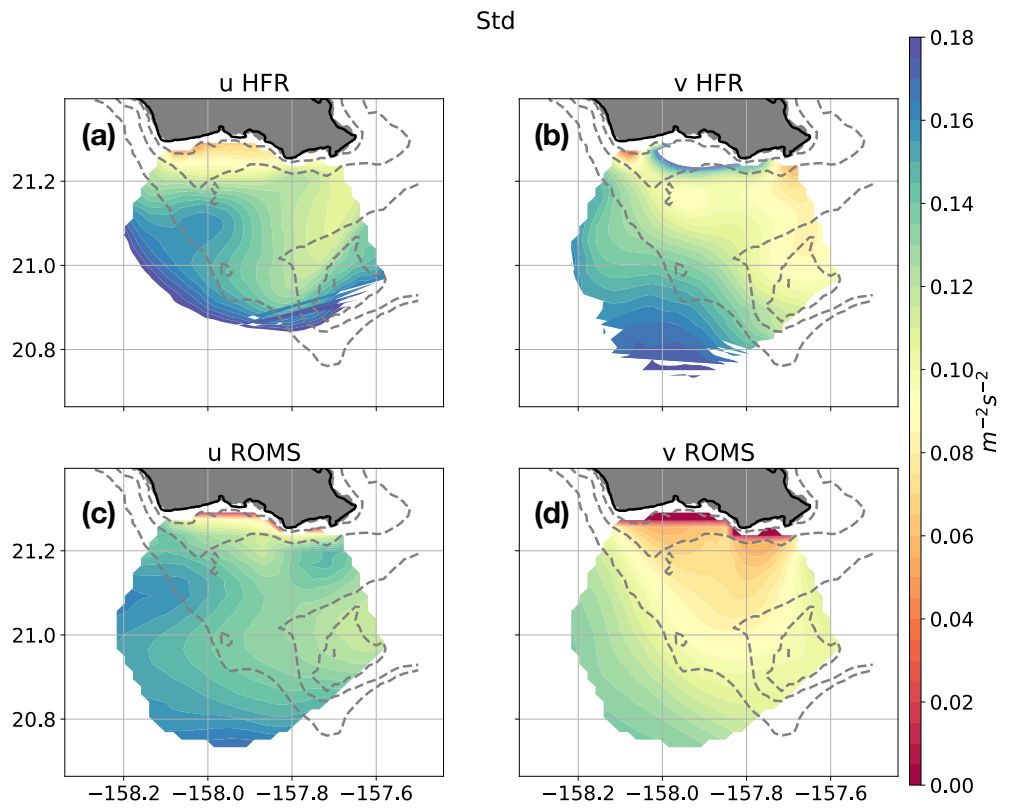 Std
u HFR
v HFR
(a)
(b)
21.2
21.0
20.8
u ROMS
v ROMS
(c)
(d)
21.2
21.0
20.8
−158.2
−158.0
−157.8
−157.6
−158.2
−158.0
−157.8
−157.6
0.18
0.16
0.14
0.12
0.10
0.08
0.06
0.04
0.02
0.00
m⁻²s⁻²